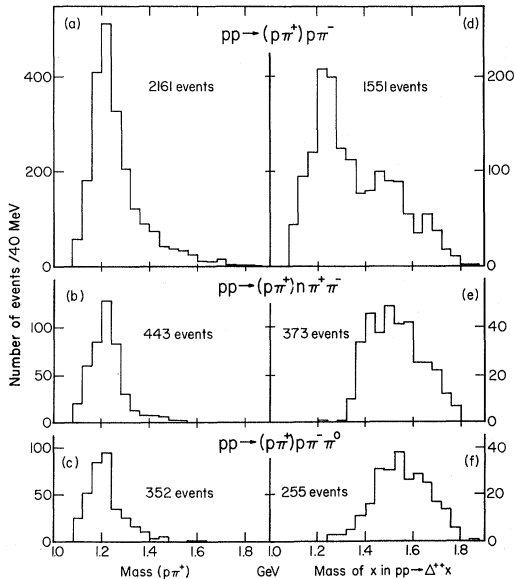 (a)
pp→(pπ⁺)pπ⁻
(d)
400
2161 events
1551 events
200
200
100
0
0
Number of events /40 MeV
(b)
pp→(pπ⁺)nπ⁺π⁻
(e)
100
443 events
373 events
40
50
20
0
0
pp→(pπ⁺)pπ⁻π⁰
100
(c)
(f)
40
50
352 events
255 events
20
0
0
1.0 1.2 1.4 1.6 1.8 1.0 1.2 1.4 1.6 1.8
Mass (pπ⁺) GeV Mass of x in pp→Δ⁺⁺x